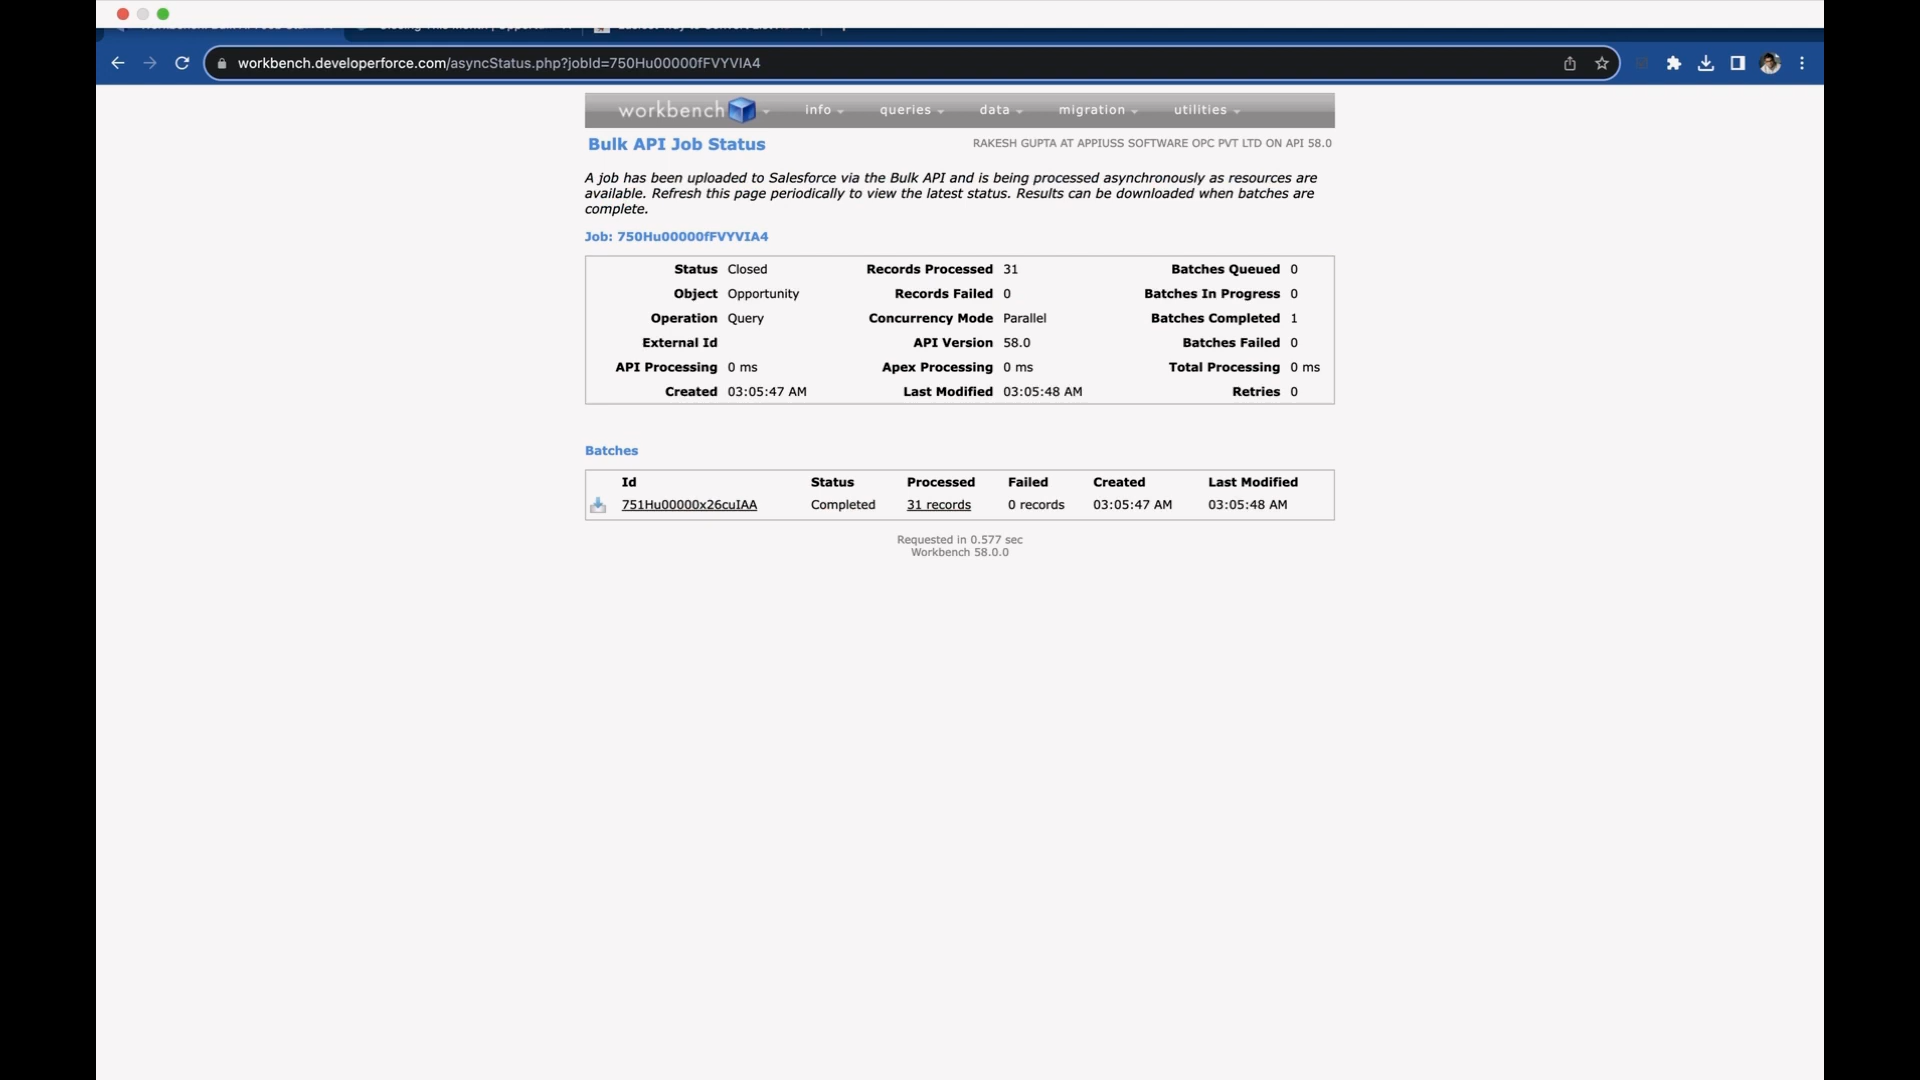 workbench.developerforce.com/asyncStatus.php?jobId=750Hu00000fFVYVIA4
workbench info queries data migration utilities
Bulk API Job Status RAKESH GUPTA AT APPIUSS SOFTWARE OPC PVT LTD ON API 58.0
A job has been uploaded to Salesforce via the Bulk API and is being processed asynchronously as resources are
available. Refresh this page periodically to view the latest status. Results can be downloaded when batches are
complete.
Job: 750Hu00000fFVYVIA4
Status Closed Records Processed 31 Batches Queued 0
Object Opportunity Records Failed 0 Batches In Progress 0
Operation Query Concurrency Mode Parallel Batches Completed 1
External Id API Version 58.0 Batches Failed 0
API Processing 0 ms Apex Processing 0 ms Total Processing 0 ms
Created 03:05:47 AM Last Modified 03:05:48 AM Retries 0
Batches
Id Status Processed Failed Created Last Modified
751Hu00000x26cuIAA Completed 31 records 0 records 03:05:47 AM 03:05:48 AM
Requested in 0.577 sec
Workbench 58.0.0